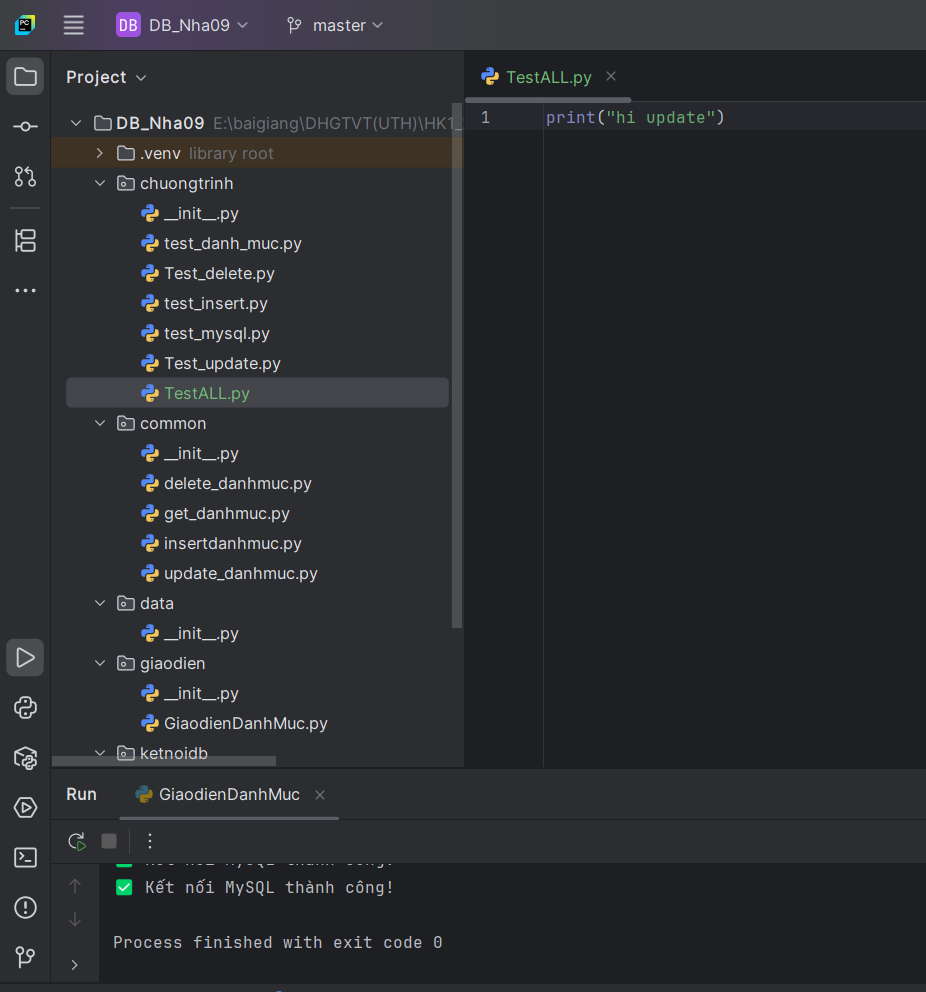 DB DB_Nha09 master
Project
TestALL.py
DB_Nha09 E:\baigiang\DHGTVT(UTH)\HK1_
1 print("hi update")
.venv library root
chuongtrinh
__init__.py
test_danh_muc.py
Test_delete.py
test_insert.py
test_mysql.py
Test_update.py
TestALL.py
common
__init__.py
delete_danhmuc.py
get_danhmuc.py
insertdanhmuc.py
update_danhmuc.py
data
__init__.py
giaodien
__init__.py
GiaodienDanhMuc.py
ketnoidb
Run GiaodienDanhMuc
✅ Kết nối MySQL thành công!
Process finished with exit code 0